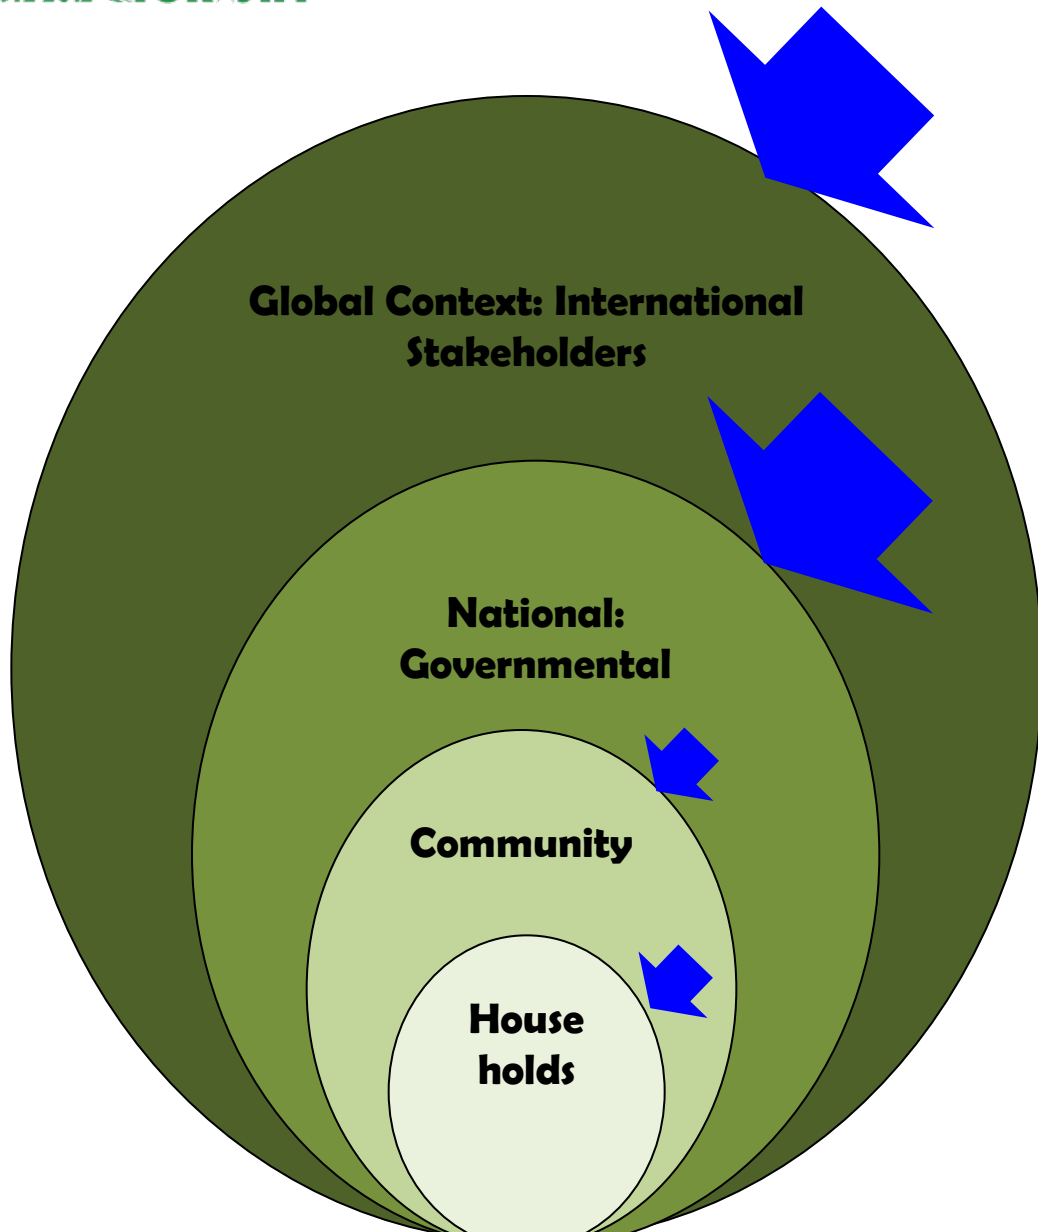 Global Context: International
Stakeholders
National:
Governmental
Community
House
holds